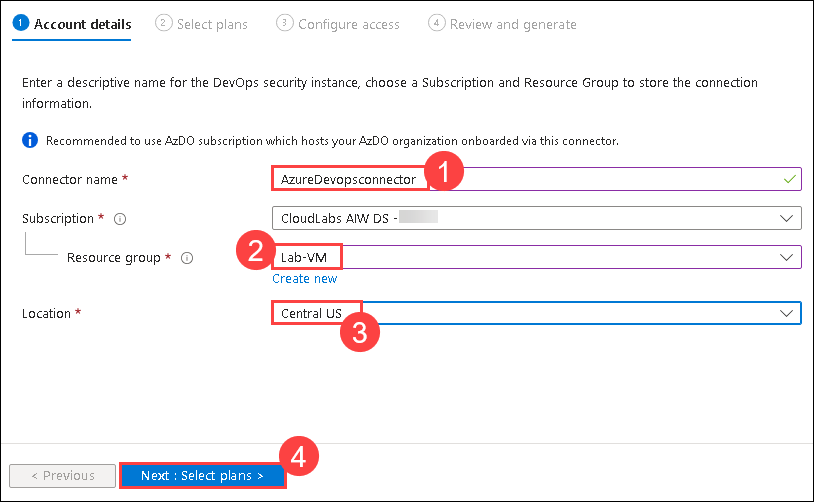 1 Account details 2 Select plans 3 Configure access 4 Review and generate
Enter a descriptive name for the DevOps security instance, choose a Subscription and Resource Group to store the connection
information.
i Recommended to use AzDO subscription which hosts your AzDO organization onboarded via this connector.
Connector name * AzureDevopsconnector 1
Subscription * i CloudLabs AIW DS -
Resource group * i 2 Lab-VM
Create new
Location * Central US 3
4
< Previous Next : Select plans >